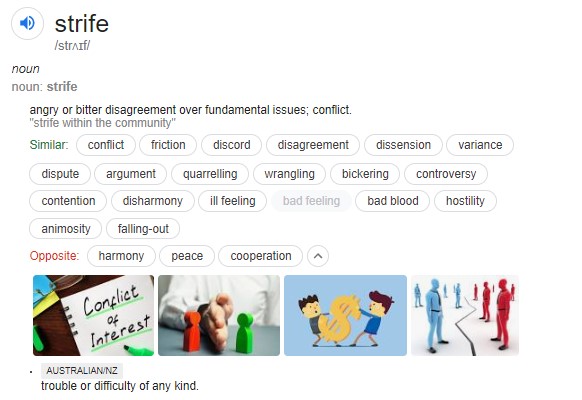 strife
/strʌɪf/
noun
noun: strife
angry or bitter disagreement over fundamental issues; conflict.
"strife within the community"
Similar: conflict friction discord disagreement dissension variance
dispute argument quarrelling wrangling bickering controversy
contention disharmony ill feeling bad feeling bad blood hostility
animosity falling-out
Opposite: harmony peace cooperation
Conflict
of
Interest
$
AUSTRALIAN/NZ
trouble or difficulty of any kind.